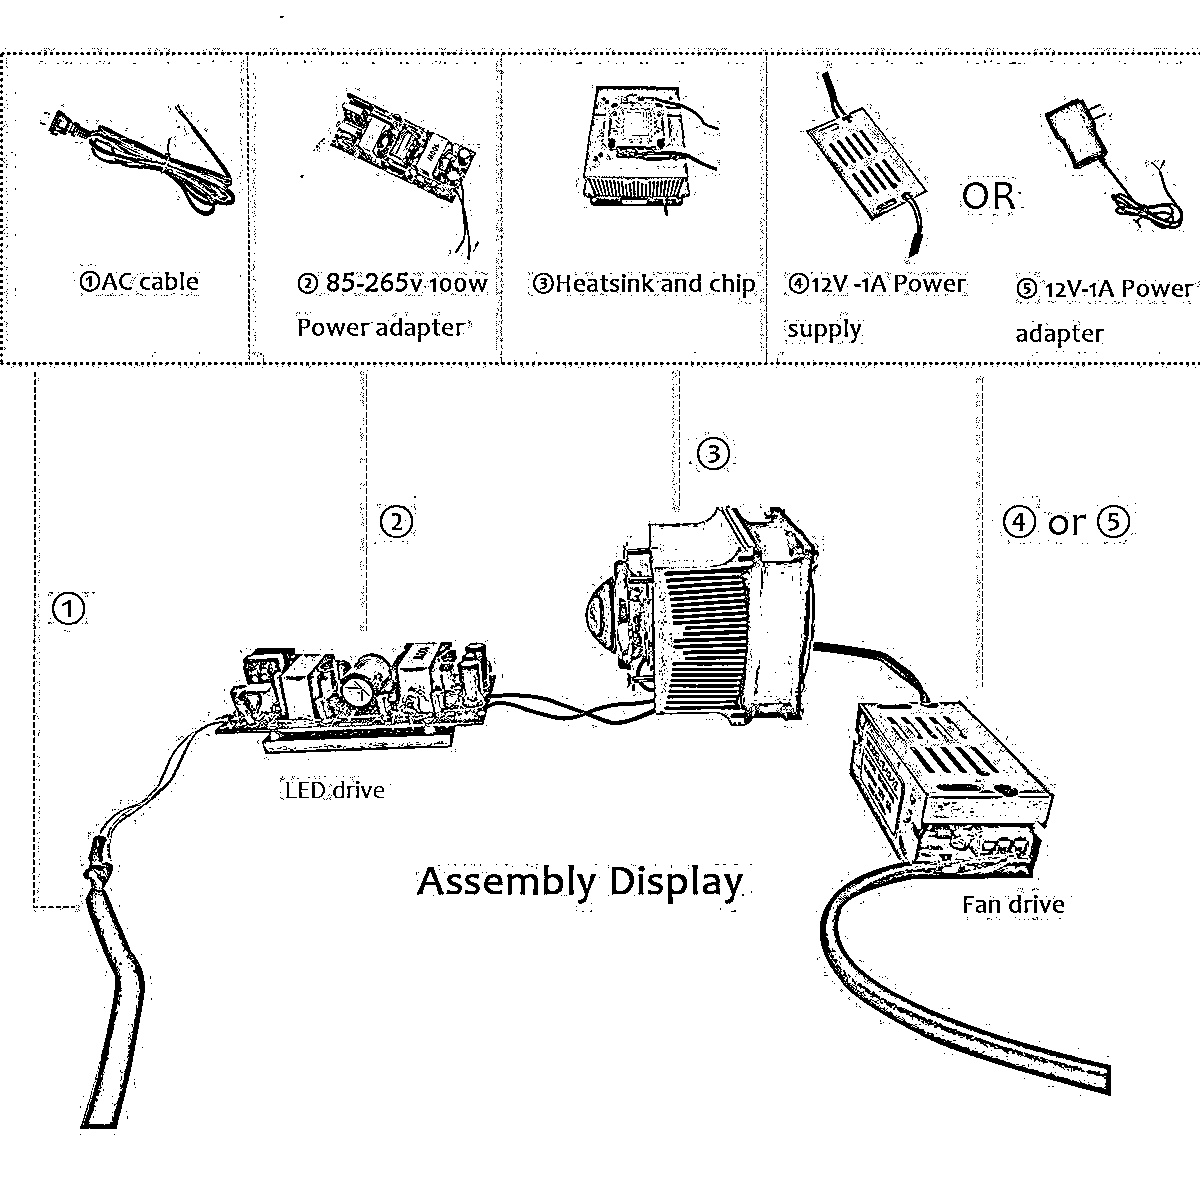 ①AC cable
② 85-265v 100w
Power adapter
③Heatsink and chip
④12V -1A Power
supply
OR
⑤ 12V-1A Power
adapter
①
②
③
④ or ⑤
LED drive
Assembly Display
Fan drive